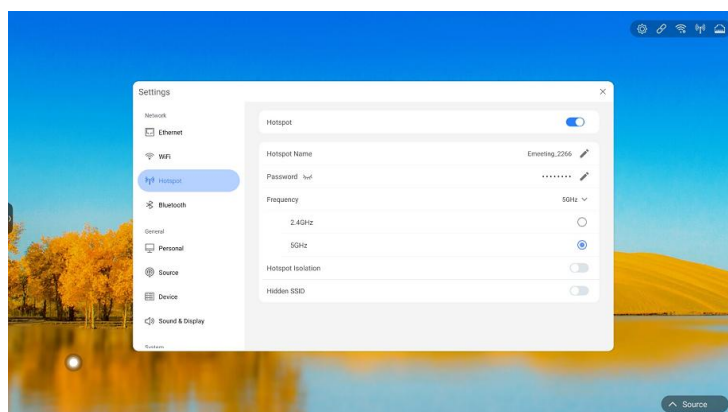 Settings
Network
Ethernet
WiFi
Hotspot
Bluetooth
General
Personal
Source
Device
Sound & Display
System
Hotspot
Hotspot Name Emeeting_2266
Password ········
Frequency 5GHz
2.4GHz
5GHz
Hotspot Isolation
Hidden SSID
Source